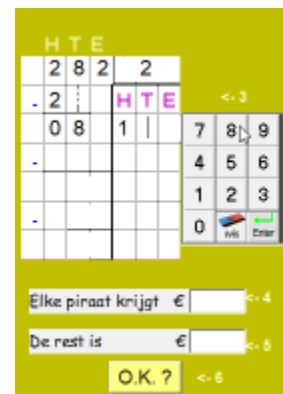 H T E
2 8 2 2
- 2 H T E <- 3
0 8 1
7 8 9
-
4 5 6
1 2 3
-
0 Wis Enter
Elke piraat krijgt € <- 4
De rest is € <- 5
O.K. ? <- 6